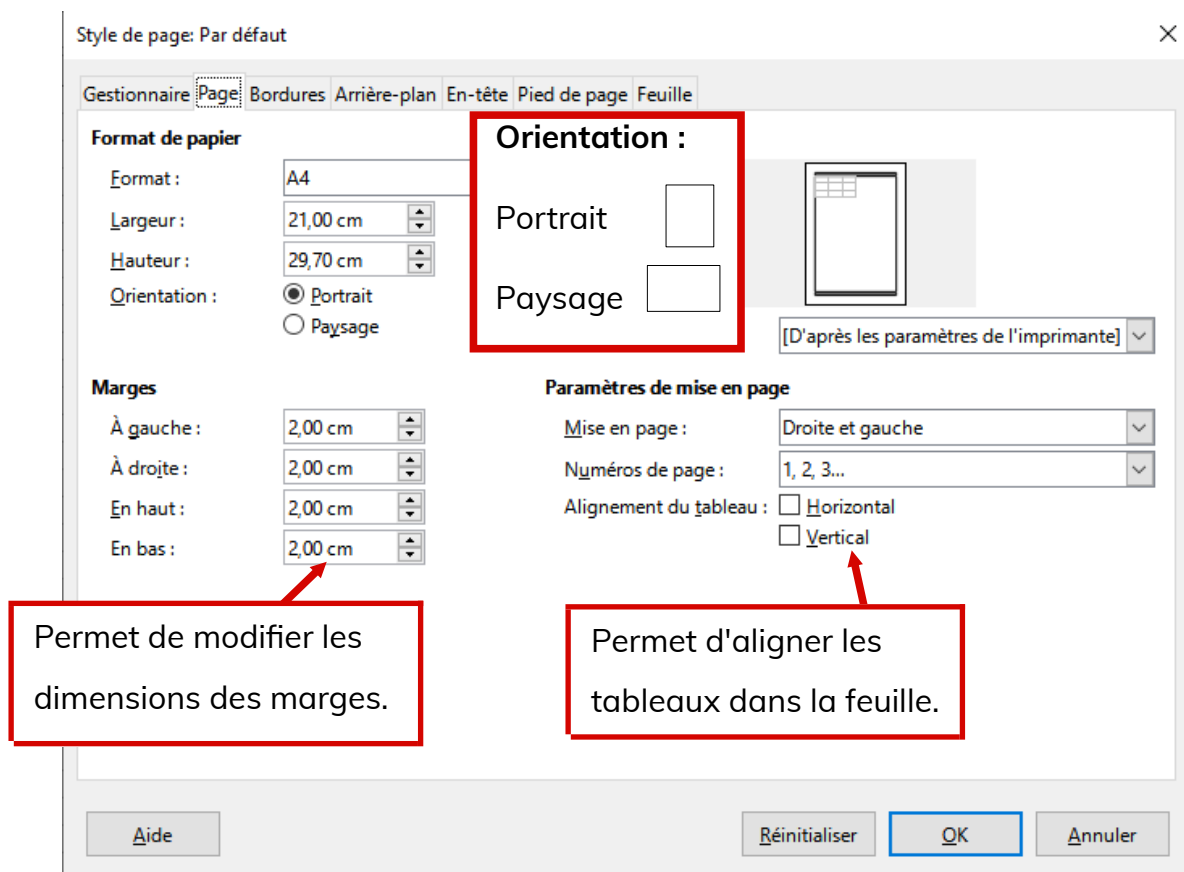 Style de page: Par défaut
Gestionnaire Page Bordures Arrière-plan En-tête Pied de page Feuille
Format de papier
Format :
A4
Largeur :
21,00 cm
Hauteur :
29,70 cm
Orientation :
Portrait
Paysage
Orientation :
Portrait
Paysage
[D'après les paramètres de l'imprimante]
Marges
À gauche :
2,00 cm
À droite :
2,00 cm
En haut :
2,00 cm
En bas :
2,00 cm
Paramètres de mise en page
Mise en page :
Droite et gauche
Numéros de page :
1, 2, 3...
Alignement du tableau :
Horizontal
Vertical
Permet de modifier les
dimensions des marges.
Permet d'aligner les
tableaux dans la feuille.
Aide
Réinitialiser
OK
Annuler